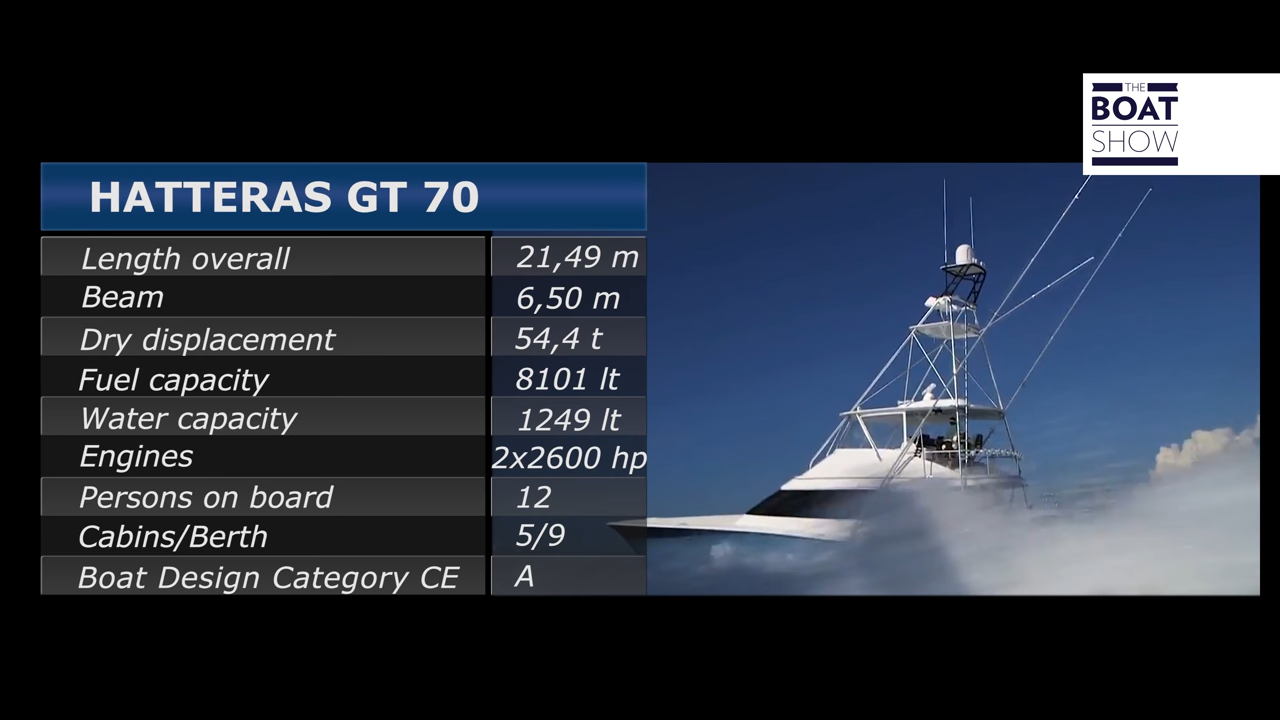 THE
BOAT
SHOW
HATTERAS GT 70
Length overall 21,49 m
Beam 6,50 m
Dry displacement 54,4 t
Fuel capacity 8101 lt
Water capacity 1249 lt
Engines 2x2600 hp
Persons on board 12
Cabins/Berth 5/9
Boat Design Category CE A